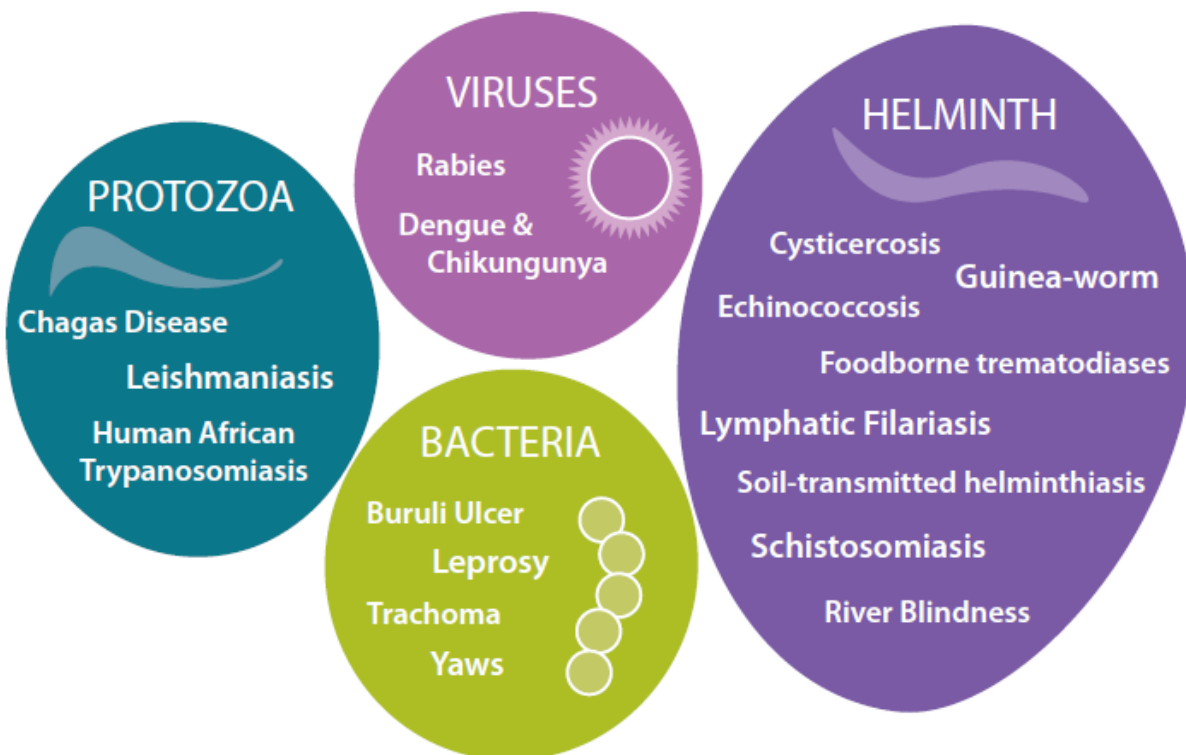 PROTOZOA
Chagas Disease
Leishmaniasis
Human African
Trypanosomiasis
VIRUSES
Rabies
Dengue &
Chikungunya
BACTERIA
Buruli Ulcer
Leprosy
Trachoma
Yaws
HELMINTH
Cysticercosis
Guinea-worm
Echinococcosis
Foodborne trematodiases
Lymphatic Filariasis
Soil-transmitted helminthiasis
Schistosomiasis
River Blindness